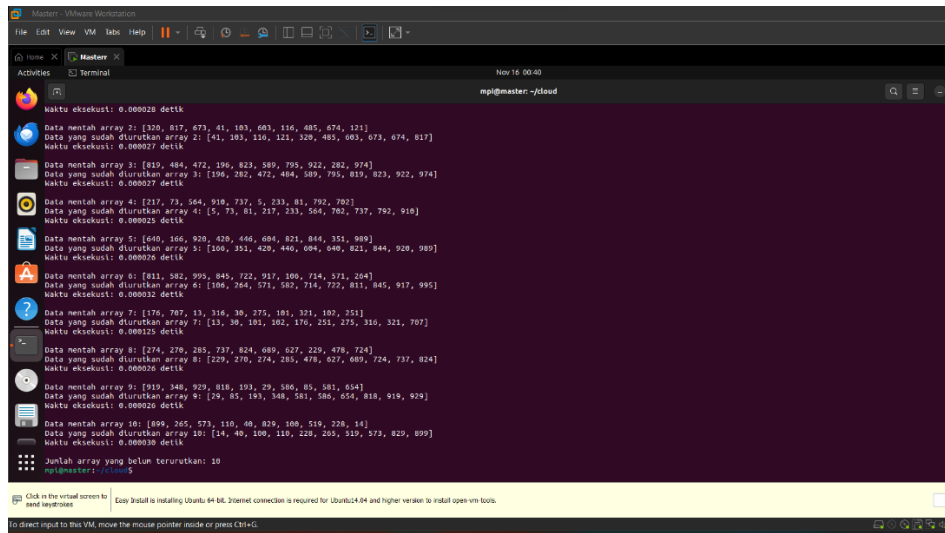 Masterr - VMware Workstation
File Edit View VM Tabs Help
Home Masterr
Activities Terminal Nov 16 00:40
mpi@master: ~/cloud
Waktu eksekusi: 0.000028 detik
Data mentah array 2: [320, 817, 673, 41, 103, 603, 116, 485, 674, 121]
Data yang sudah diurutkan array 2: [41, 103, 116, 121, 320, 485, 603, 673, 674, 817]
Waktu eksekusi: 0.000027 detik
Data mentah array 3: [819, 484, 472, 196, 823, 589, 795, 922, 282, 974]
Data yang sudah diurutkan array 3: [196, 282, 472, 484, 589, 795, 819, 823, 922, 974]
Waktu eksekusi: 0.000027 detik
Data mentah array 4: [217, 73, 564, 910, 737, 5, 233, 81, 792, 702]
Data yang sudah diurutkan array 4: [5, 73, 81, 217, 233, 564, 702, 737, 792, 910]
Waktu eksekusi: 0.000025 detik
Data mentah array 5: [640, 166, 920, 420, 446, 604, 821, 844, 351, 989]
Data yang sudah diurutkan array 5: [166, 351, 420, 446, 604, 640, 821, 844, 920, 989]
Waktu eksekusi: 0.000026 detik
Data mentah array 6: [811, 582, 995, 845, 722, 917, 106, 714, 571, 264]
Data yang sudah diurutkan array 6: [106, 264, 571, 582, 714, 722, 811, 845, 917, 995]
Waktu eksekusi: 0.000032 detik
Data mentah array 7: [176, 707, 13, 316, 30, 275, 101, 321, 102, 251]
Data yang sudah diurutkan array 7: [13, 30, 101, 102, 176, 251, 275, 316, 321, 707]
Waktu eksekusi: 0.000125 detik
Data mentah array 8: [274, 270, 285, 737, 824, 689, 627, 229, 478, 724]
Data yang sudah diurutkan array 8: [229, 270, 274, 285, 478, 627, 689, 724, 737, 824]
Waktu eksekusi: 0.000026 detik
Data mentah array 9: [919, 348, 929, 818, 193, 29, 586, 85, 581, 654]
Data yang sudah diurutkan array 9: [29, 85, 193, 348, 581, 586, 654, 818, 919, 929]
Waktu eksekusi: 0.000026 detik
Data mentah array 10: [899, 265, 573, 110, 40, 829, 100, 519, 228, 14]
Data yang sudah diurutkan array 10: [14, 40, 100, 110, 228, 265, 519, 573, 829, 899]
Waktu eksekusi: 0.000030 detik
Jumlah array yang belum terurutkan: 10
mpi@master:~/cloud$
Click in the virtual screen to send keystrokes
Easy Install is installing Ubuntu 64-bit. Internet connection is required for Ubuntu14.04 and higher version to install open-vm-tools.
To direct input to this VM, move the mouse pointer inside or press Ctrl+G.